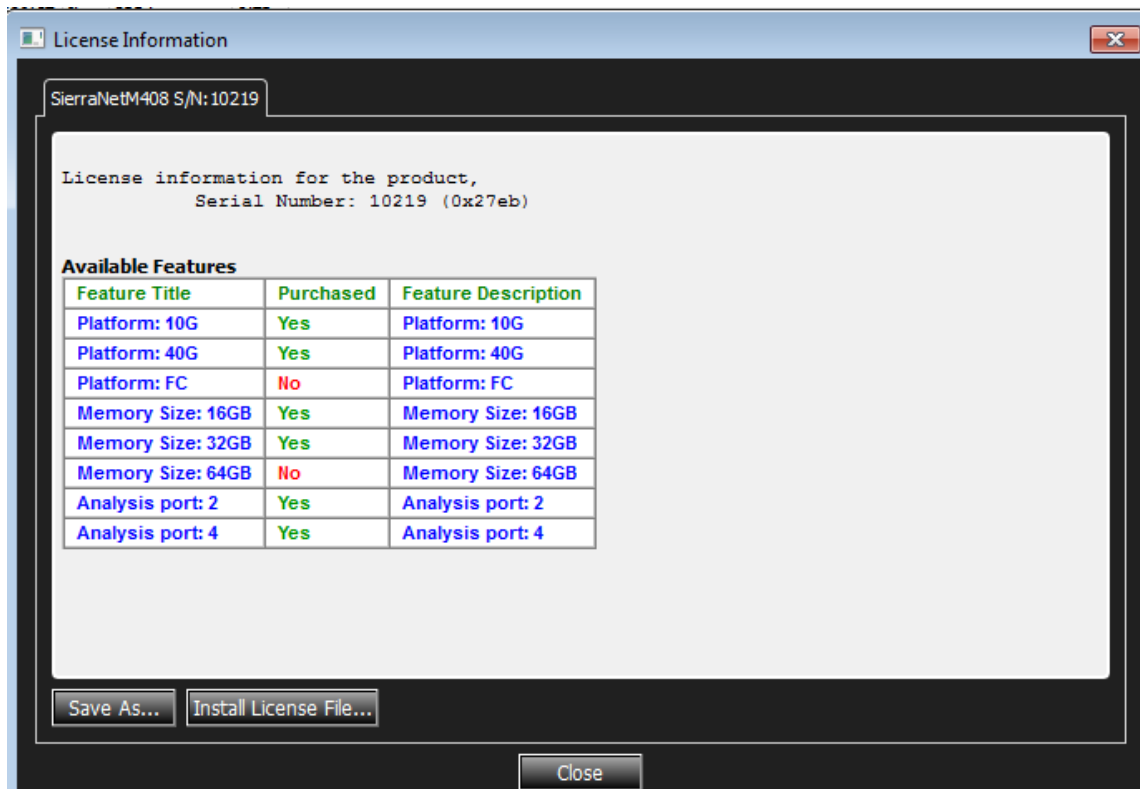 License Information
SierraNetM408 S/N:10219
License information for the product,
Serial Number: 10219 (0x27eb)
Available Features
Feature Title Purchased Feature Description
Platform: 10G Yes Platform: 10G
Platform: 40G Yes Platform: 40G
Platform: FC No Platform: FC
Memory Size: 16GB Yes Memory Size: 16GB
Memory Size: 32GB Yes Memory Size: 32GB
Memory Size: 64GB No Memory Size: 64GB
Analysis port: 2 Yes Analysis port: 2
Analysis port: 4 Yes Analysis port: 4
Save As... Install License File...
Close